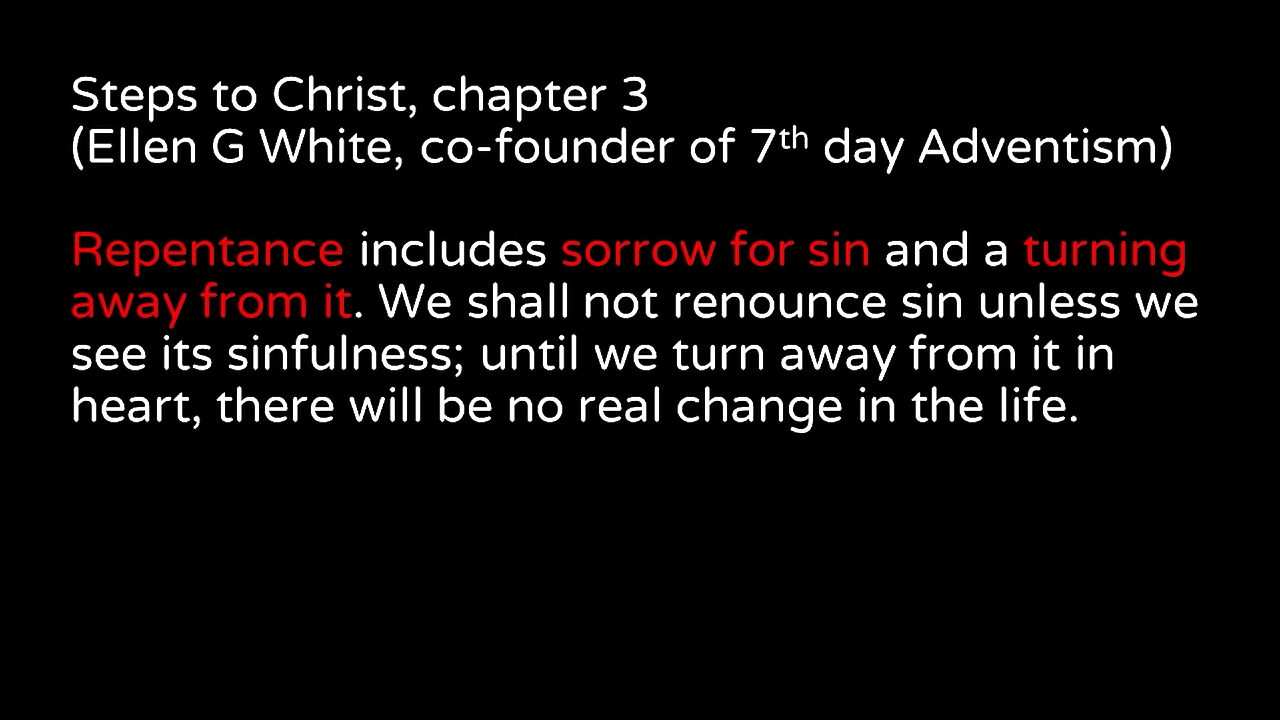 Steps to Christ, chapter 3
(Ellen G White, co-founder of 7th day Adventism)
Repentance includes sorrow for sin and a turning
away from it. We shall not renounce sin unless we
see its sinfulness; until we turn away from it in
heart, there will be no real change in the life.